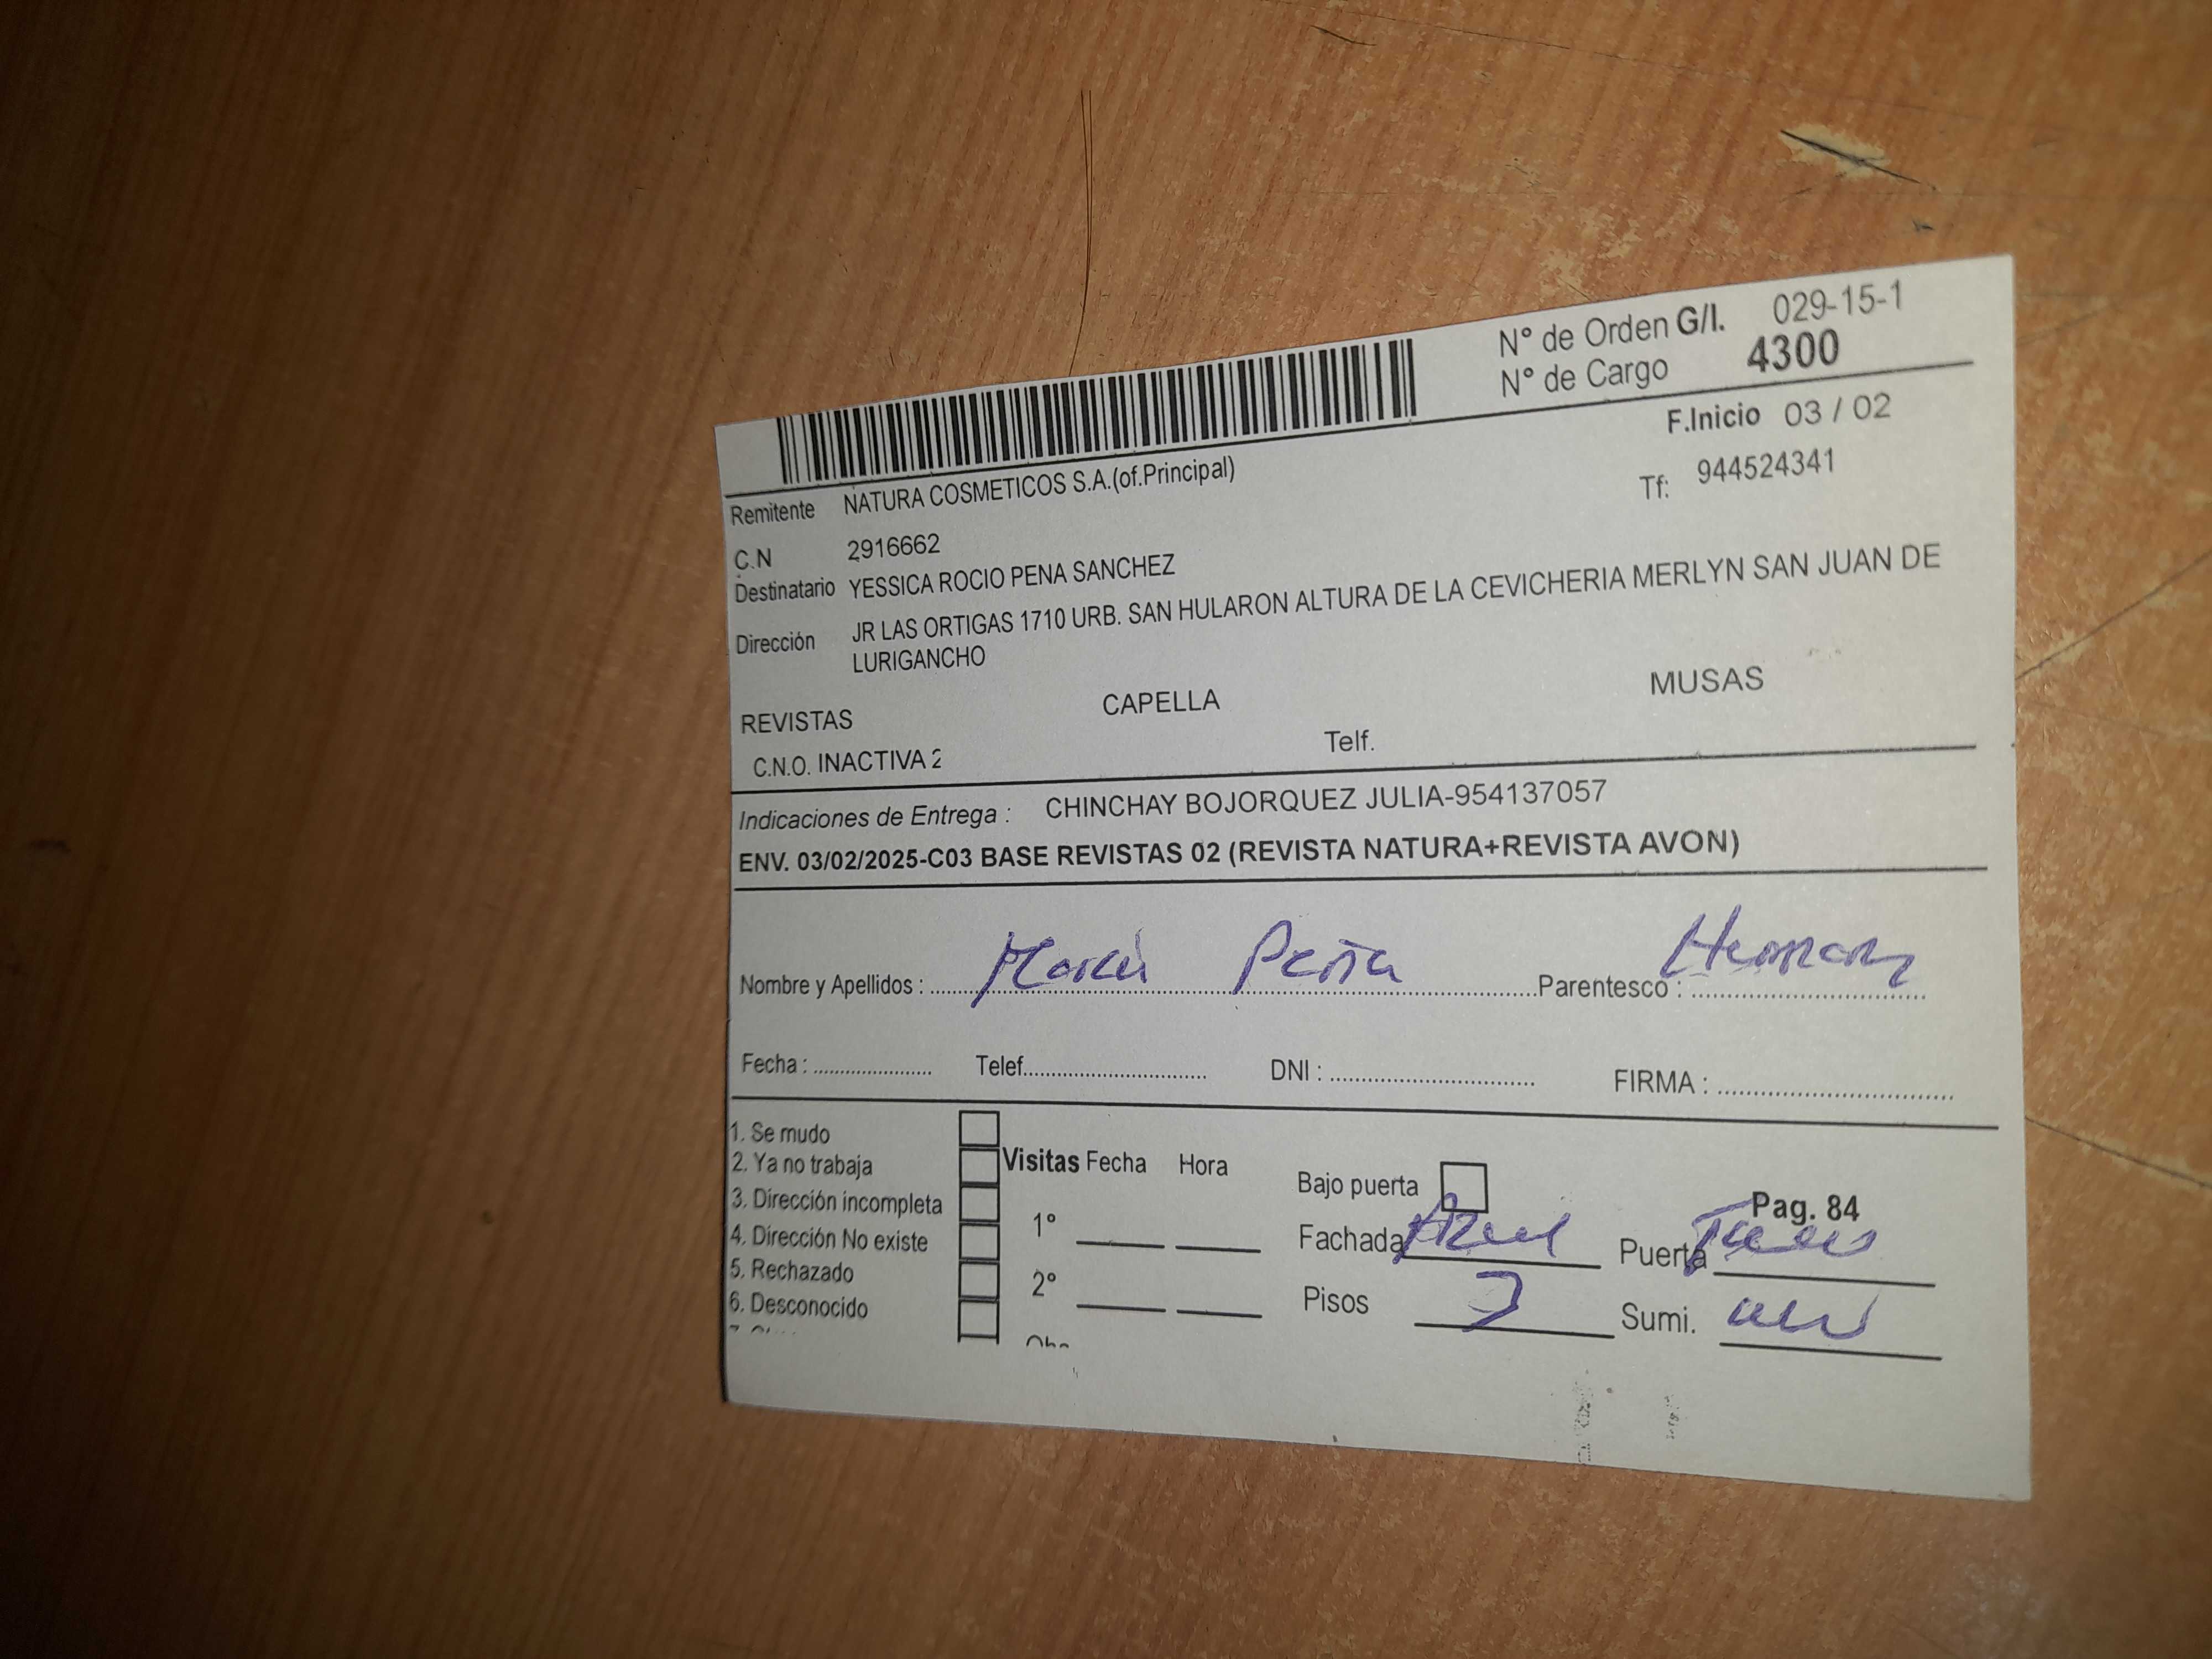 N° de Orden G/I. 029-15-1
N° de Cargo 4300
F.Inicio 03 / 02
Remitente NATURA COSMETICOS S.A.(of.Principal)
Tf: 944524341
C.N 2916662
Destinatario YESSICA ROCIO PENA SANCHEZ
Dirección JR LAS ORTIGAS 1710 URB. SAN HULARON ALTURA DE LA CEVICHERIA MERLYN SAN JUAN DE
LURIGANCHO
REVISTAS CAPELLA MUSAS
C.N.O. INACTIVA 2 Telf.
Indicaciones de Entrega : CHINCHAY BOJORQUEZ JULIA-954137057
ENV. 03/02/2025-C03 BASE REVISTAS 02 (REVISTA NATURA+REVISTA AVON)
Nombre y Apellidos : Peña Parentesco :
Fecha : Telef. DNI : FIRMA :
1. Se mudo
2. Ya no trabaja
3. Dirección incompleta
4. Dirección No existe
5. Rechazado
6. Desconocido
Visitas Fecha Hora
1°
2°
Bajo puerta Pag. 84
Fachada Azul Puerta
Pisos Sumi.